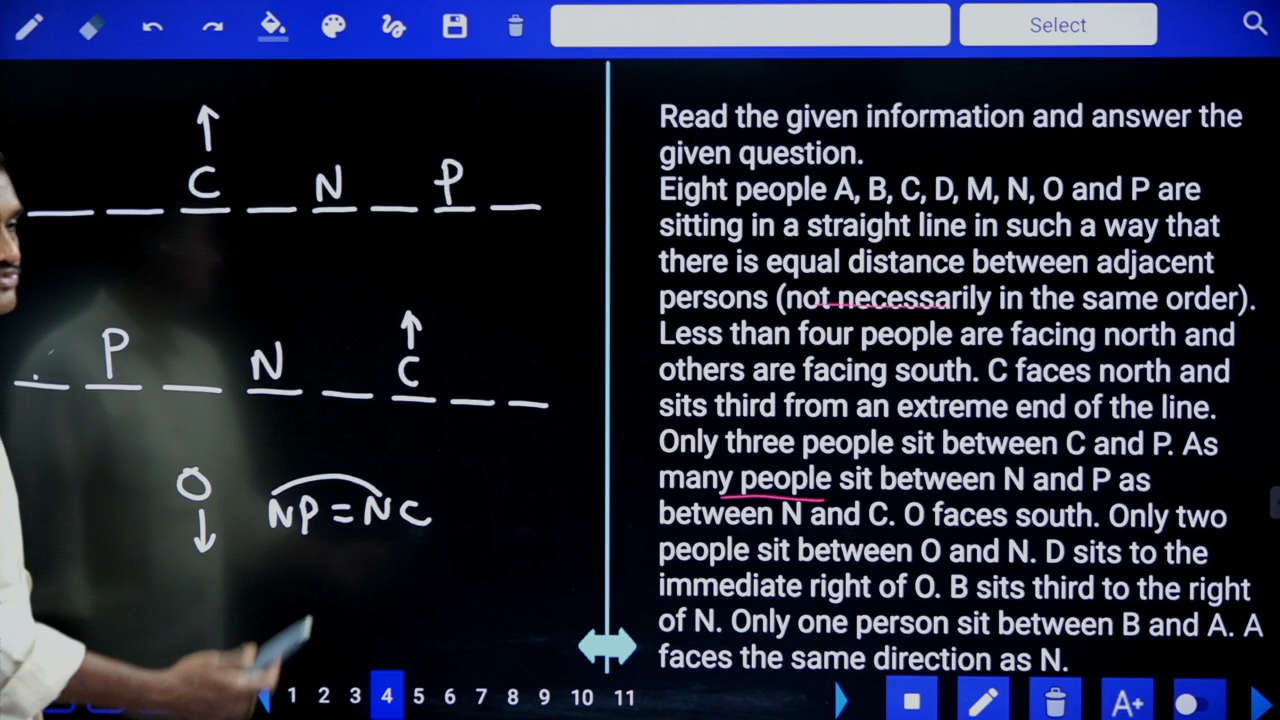 Select
C N P
P N C
O NP = NC
Read the given information and answer the
given question.
Eight people A, B, C, D, M, N, O and P are
sitting in a straight line in such a way that
there is equal distance between adjacent
persons (not necessarily in the same order).
Less than four people are facing north and
others are facing south. C faces north and
sits third from an extreme end of the line.
Only three people sit between C and P. As
many people sit between N and P as
between N and C. O faces south. Only two
people sit between O and N. D sits to the
immediate right of O. B sits third to the right
of N. Only one person sit between B and A. A
faces the same direction as N.
1 2 3 4 5 6 7 8 9 10 11
A+